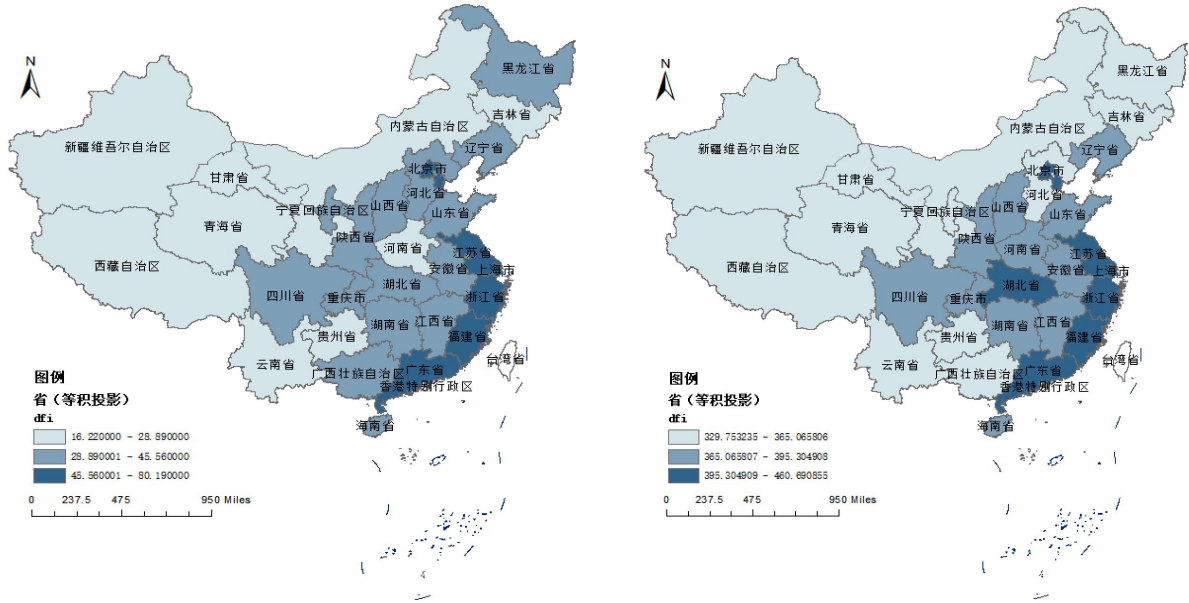 N
黑龙江省
吉林省
内蒙古自治区
辽宁省
新疆维吾尔自治区
北京市
甘肃省
河北省
宁夏回族自治区
山西省
山东省
青海省
陕西省
河南省
江苏省
西藏自治区
安徽省
上海市
四川省
重庆市
湖北省
浙江省
湖南省
江西省
贵州省
福建省
云南省
台湾省
广西壮族自治区
广东省
香港特别行政区
海南省
图例
省（等积投影）
dfi
16.220000 - 28.890000
28.890001 - 45.560000
45.560001 - 80.190000
0 237.5 475 950 Miles
N
黑龙江省
吉林省
内蒙古自治区
辽宁省
新疆维吾尔自治区
北京市
甘肃省
河北省
宁夏回族自治区
山西省
山东省
青海省
陕西省
河南省
江苏省
西藏自治区
安徽省
上海市
四川省
重庆市
湖北省
浙江省
湖南省
江西省
贵州省
福建省
云南省
台湾省
广西壮族自治区
广东省
香港特别行政区
海南省
图例
省（等积投影）
dfi
329.753235 - 365.065806
365.065807 - 395.304908
395.304909 - 460.690855
0 237.5 475 950 Miles